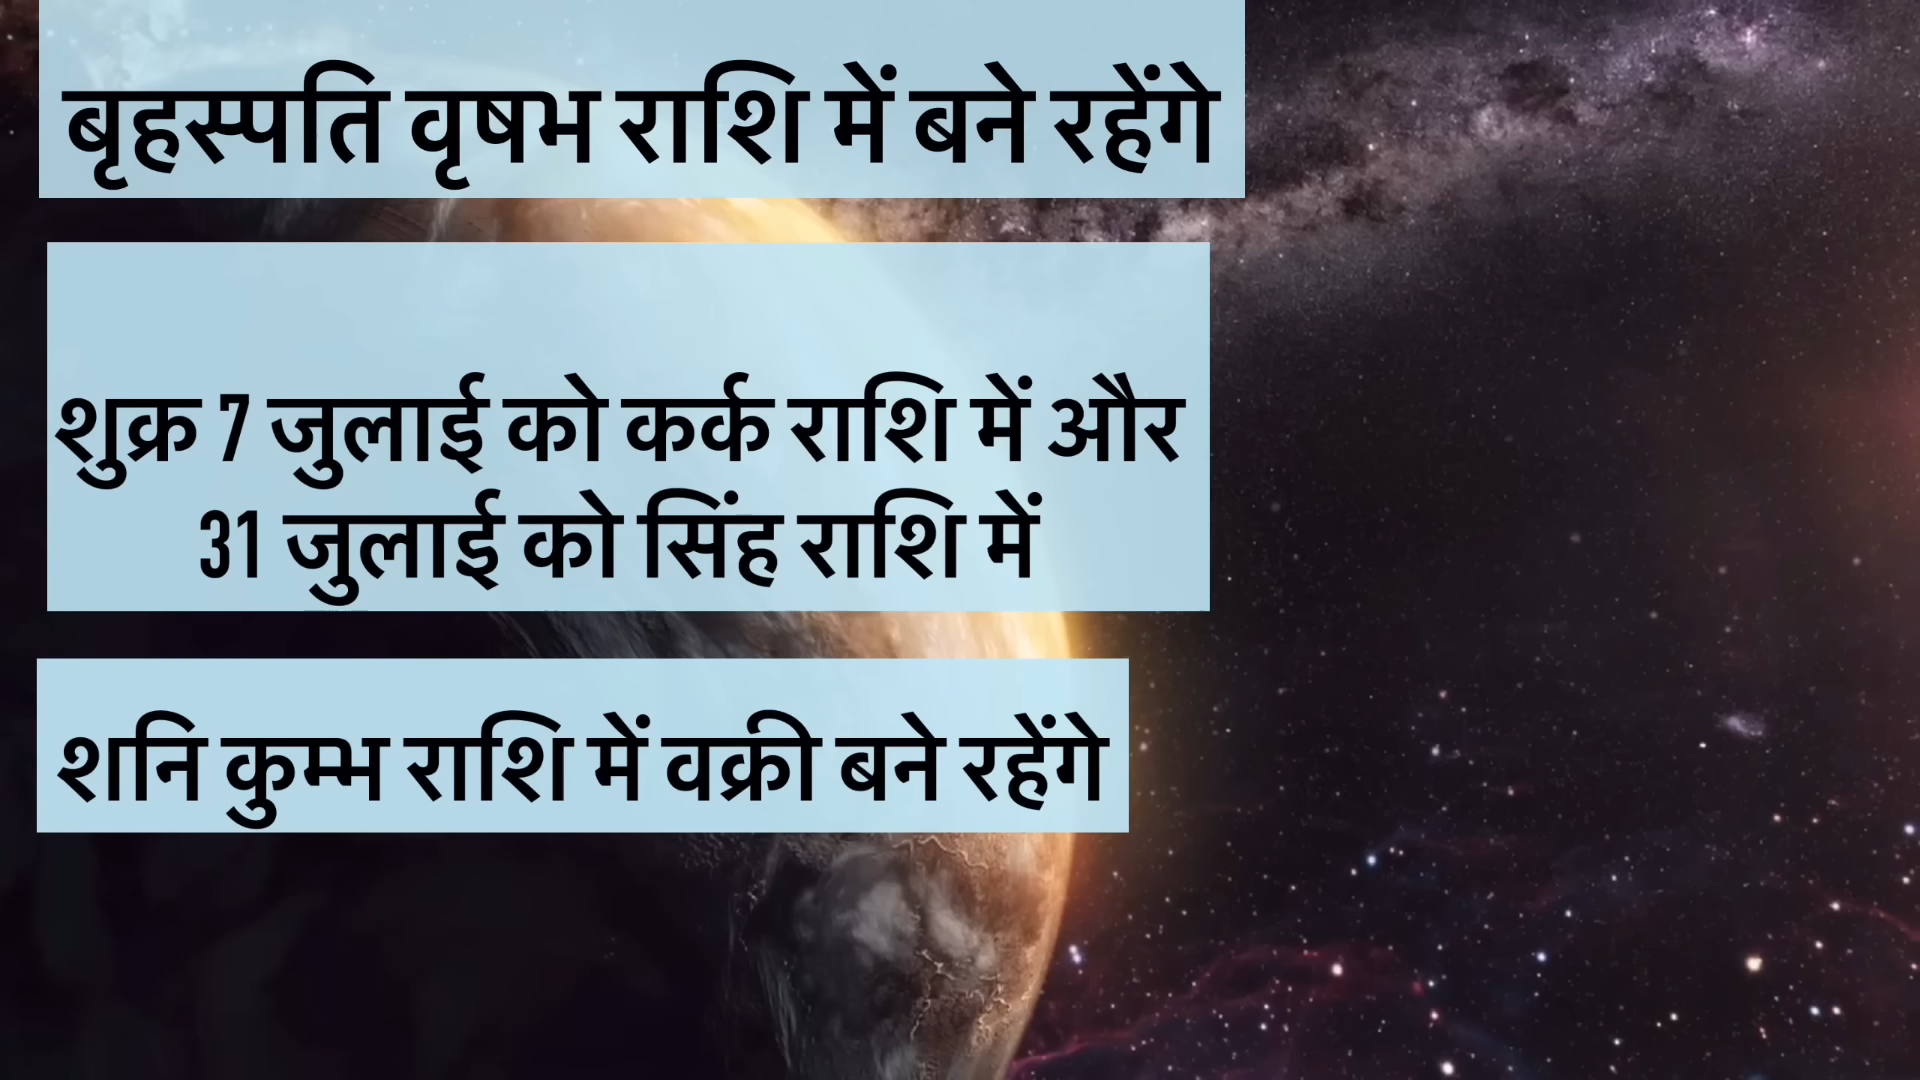 बृहस्पति वृषभ राशि में बने रहेंगे
शुक्र 7 जुलाई को कर्क राशि में और
31 जुलाई को सिंह राशि में
शनि कुम्भ राशि में वक्री बने रहेंगे